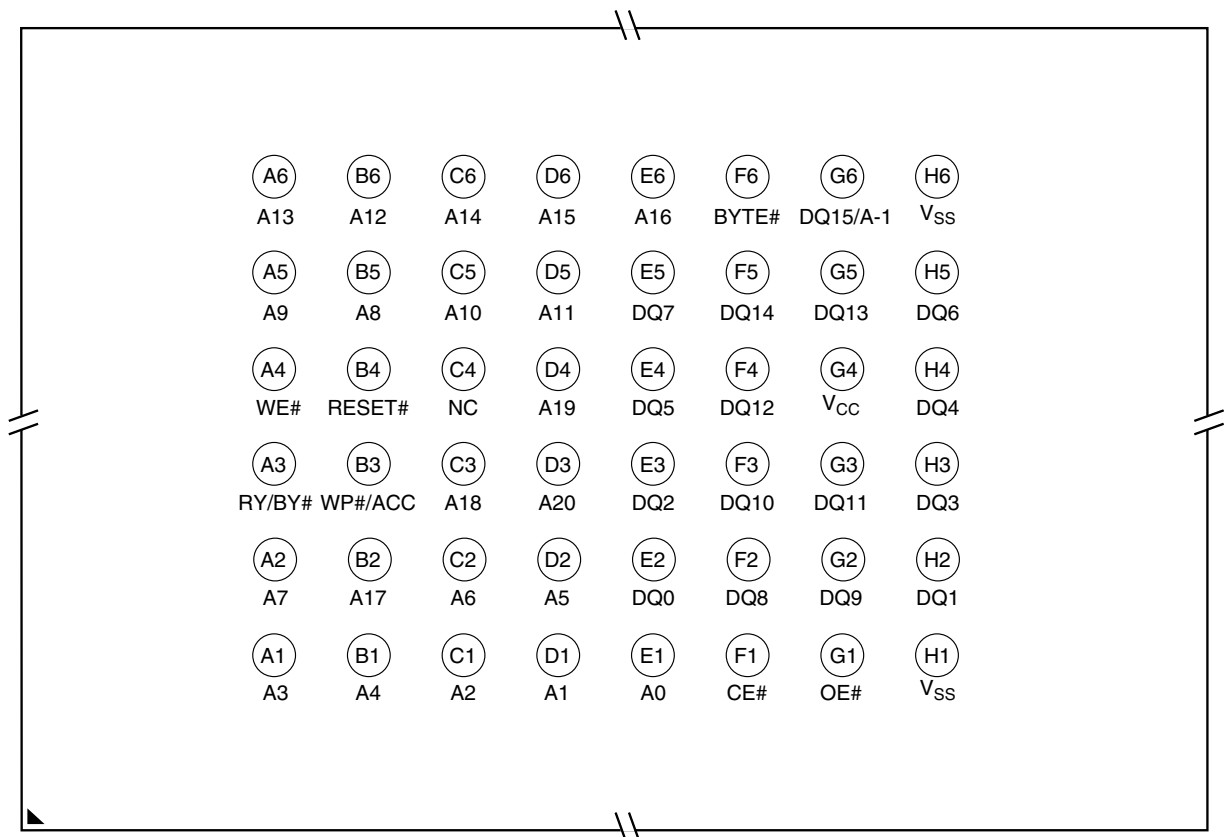 A6 B6 C6 D6 E6 F6 G6 H6
A13 A12 A14 A15 A16 BYTE# DQ15/A-1 VSS
A5 B5 C5 D5 E5 F5 G5 H5
A9 A8 A10 A11 DQ7 DQ14 DQ13 DQ6
A4 B4 C4 D4 E4 F4 G4 H4
WE# RESET# NC A19 DQ5 DQ12 VCC DQ4
A3 B3 C3 D3 E3 F3 G3 H3
RY/BY# WP#/ACC A18 A20 DQ2 DQ10 DQ11 DQ3
A2 B2 C2 D2 E2 F2 G2 H2
A7 A17 A6 A5 DQ0 DQ8 DQ9 DQ1
A1 B1 C1 D1 E1 F1 G1 H1
A3 A4 A2 A1 A0 CE# OE# VSS